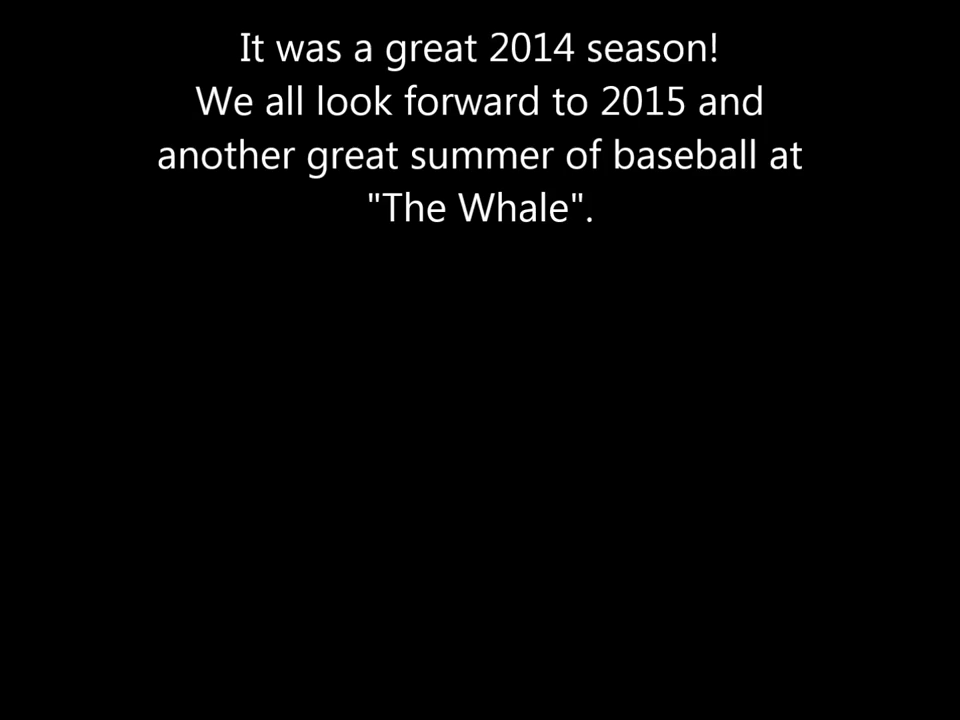 It was a great 2014 season!
We all look forward to 2015 and
another great summer of baseball at
"The Whale".